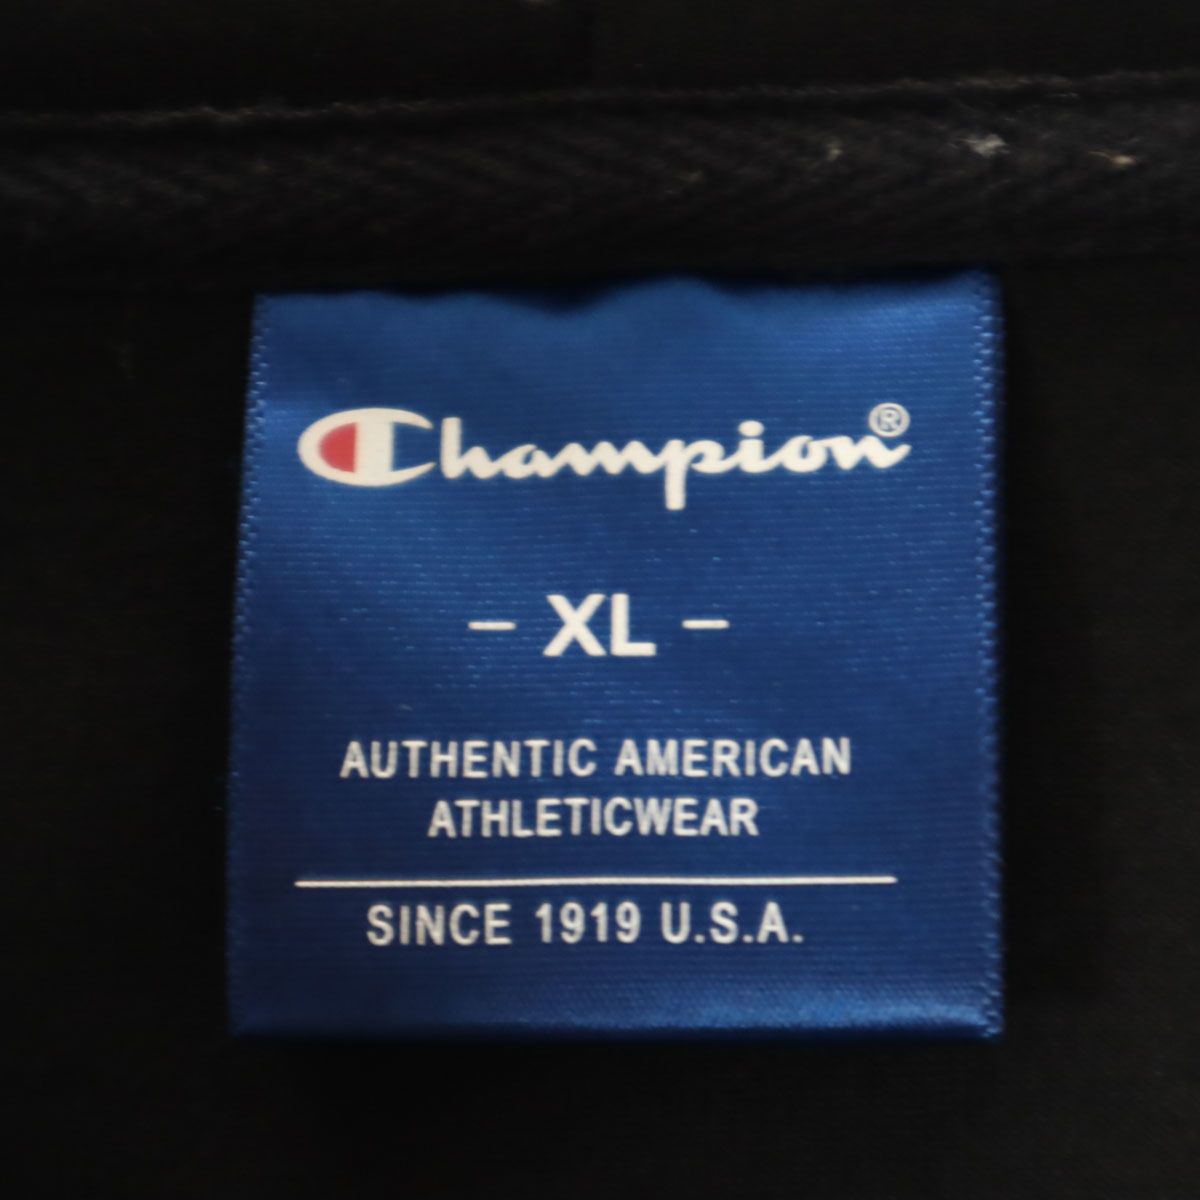 Champion®
- XL -
AUTHENTIC AMERICAN
ATHLETICWEAR
SINCE 1919 U.S.A.